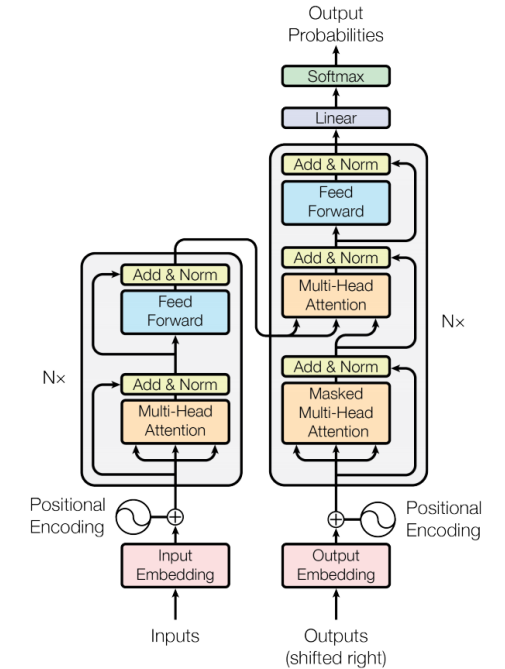 Output
Probabilities
Softmax
Linear
Add & Norm
Feed
Forward
Add & Norm
Multi-Head
Attention
Add & Norm
Masked
Multi-Head
Attention
N×
Positional
Encoding
Output
Embedding
Outputs
(shifted right)
Add & Norm
Feed
Forward
Add & Norm
Multi-Head
Attention
N×
Positional
Encoding
Input
Embedding
Inputs